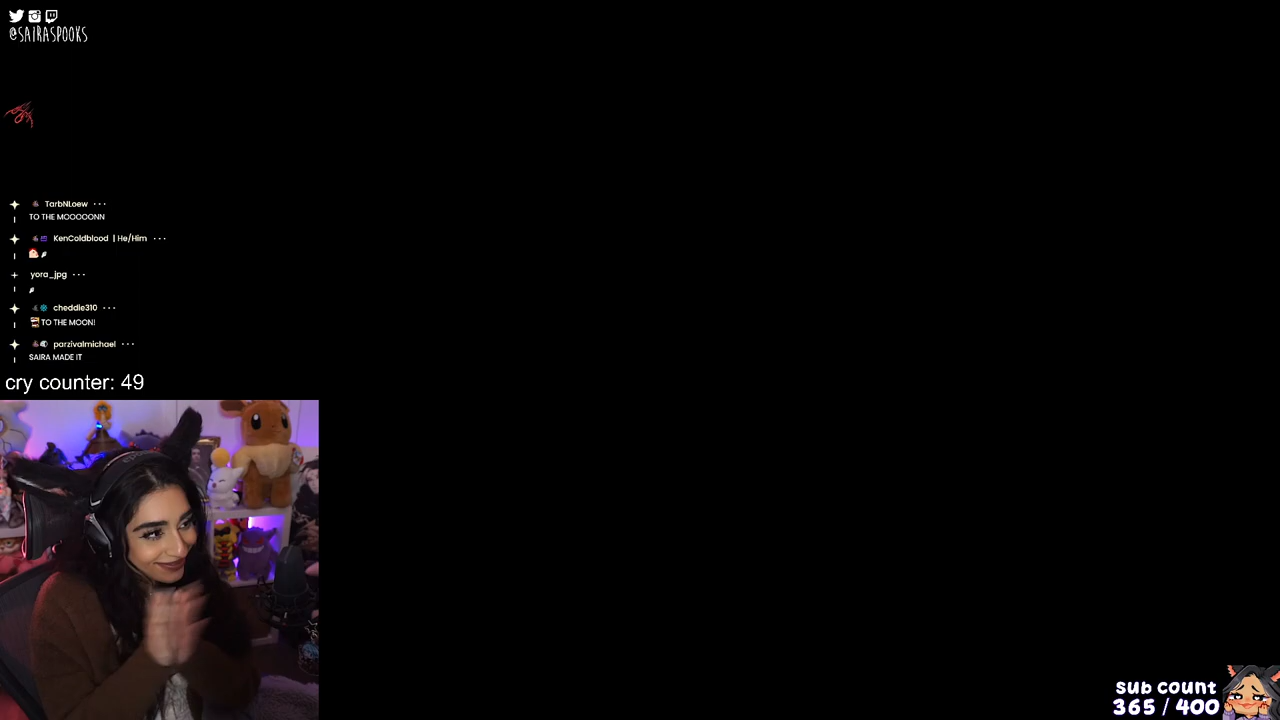 @SAIRASPOOKS
TarbNLoew
TO THE MOOOOONN
KenColdblood | He/Him
yora_jpg
cheddle310
TO THE MOON!
parzivalmichael
SAIRA MADE IT
cry counter: 49
sub count
365 / 400